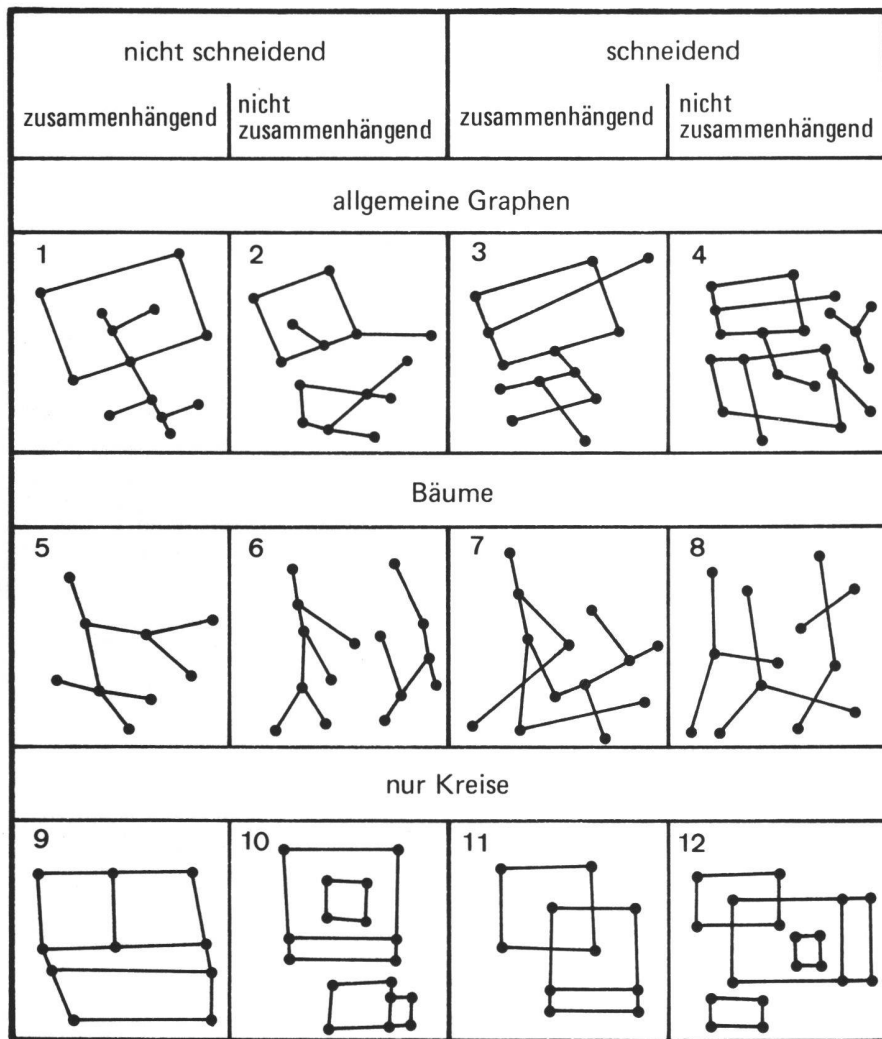 nicht schneidend
schneidend
zusammenhängend
nicht
zusammenhängend
zusammenhängend
nicht
zusammenhängend
allgemeine Graphen
1
2
3
4
Bäume
5
6
7
8
nur Kreise
9
10
11
12